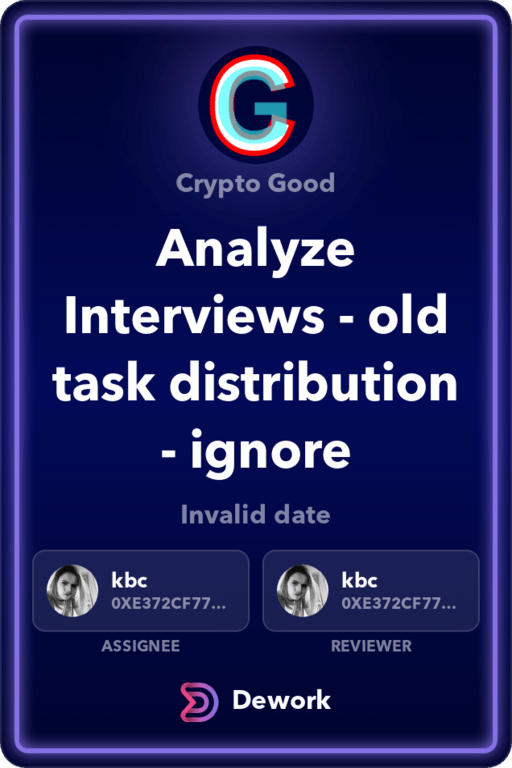 G
Crypto Good
Analyze
Interviews - old
task distribution
- ignore
Invalid date
kbc
0XE372CF77...
kbc
0XE372CF77...
ASSIGNEE
REVIEWER
Dework